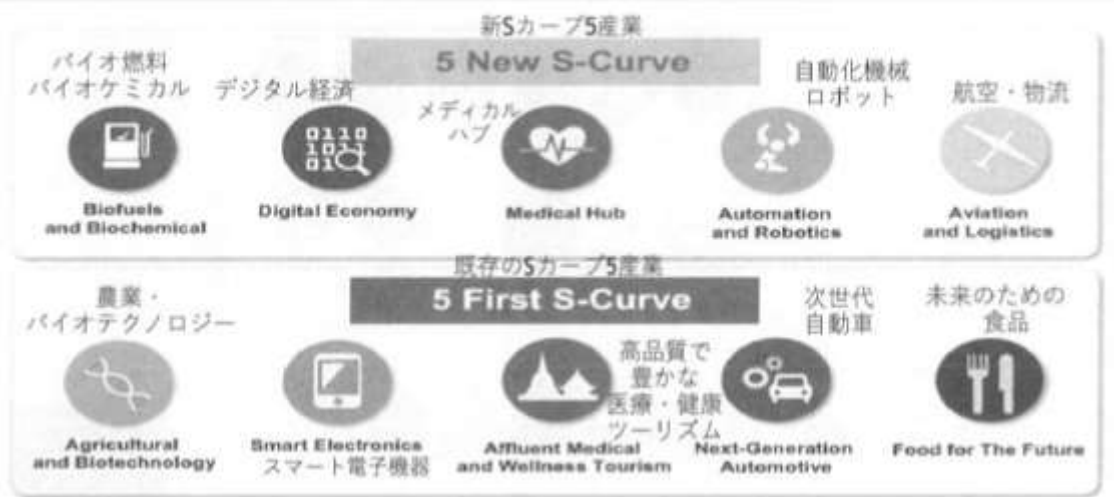 新Sカーブ5産業
5 New S-Curve
バイオ燃料
バイオケミカル
デジタル経済
メディカル
ハブ
自動化機械
ロボット
航空・物流
0110
1011
010
Biofuels
and Biochemical
Digital Economy
Medical Hub
Automation
and Robotics
Aviation
and Logistics
既存のSカーブ5産業
5 First S-Curve
農業・
バイオテクノロジー
高品質で
豊かな
医療・健康
ツーリズム
次世代
自動車
未来のための
食品
Agricultural
and Biotechnology
Smart Electronics
スマート電子機器
Affluent Medical
and Wellness Tourism
Next-Generation
Automotive
Food for The Future